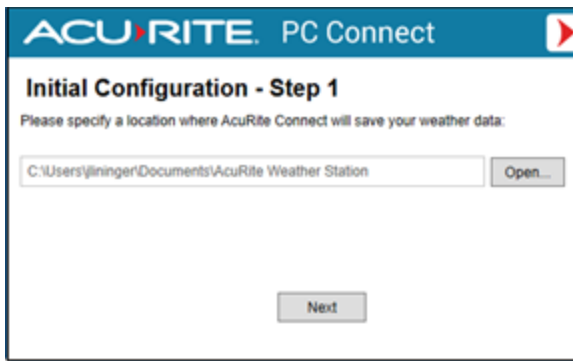 ACU›RITE. PC Connect
Initial Configuration - Step 1
Please specify a location where AcuRite Connect will save your weather data:
C:\Users\jlininger\Documents\AcuRite Weather Station
Open...
Next